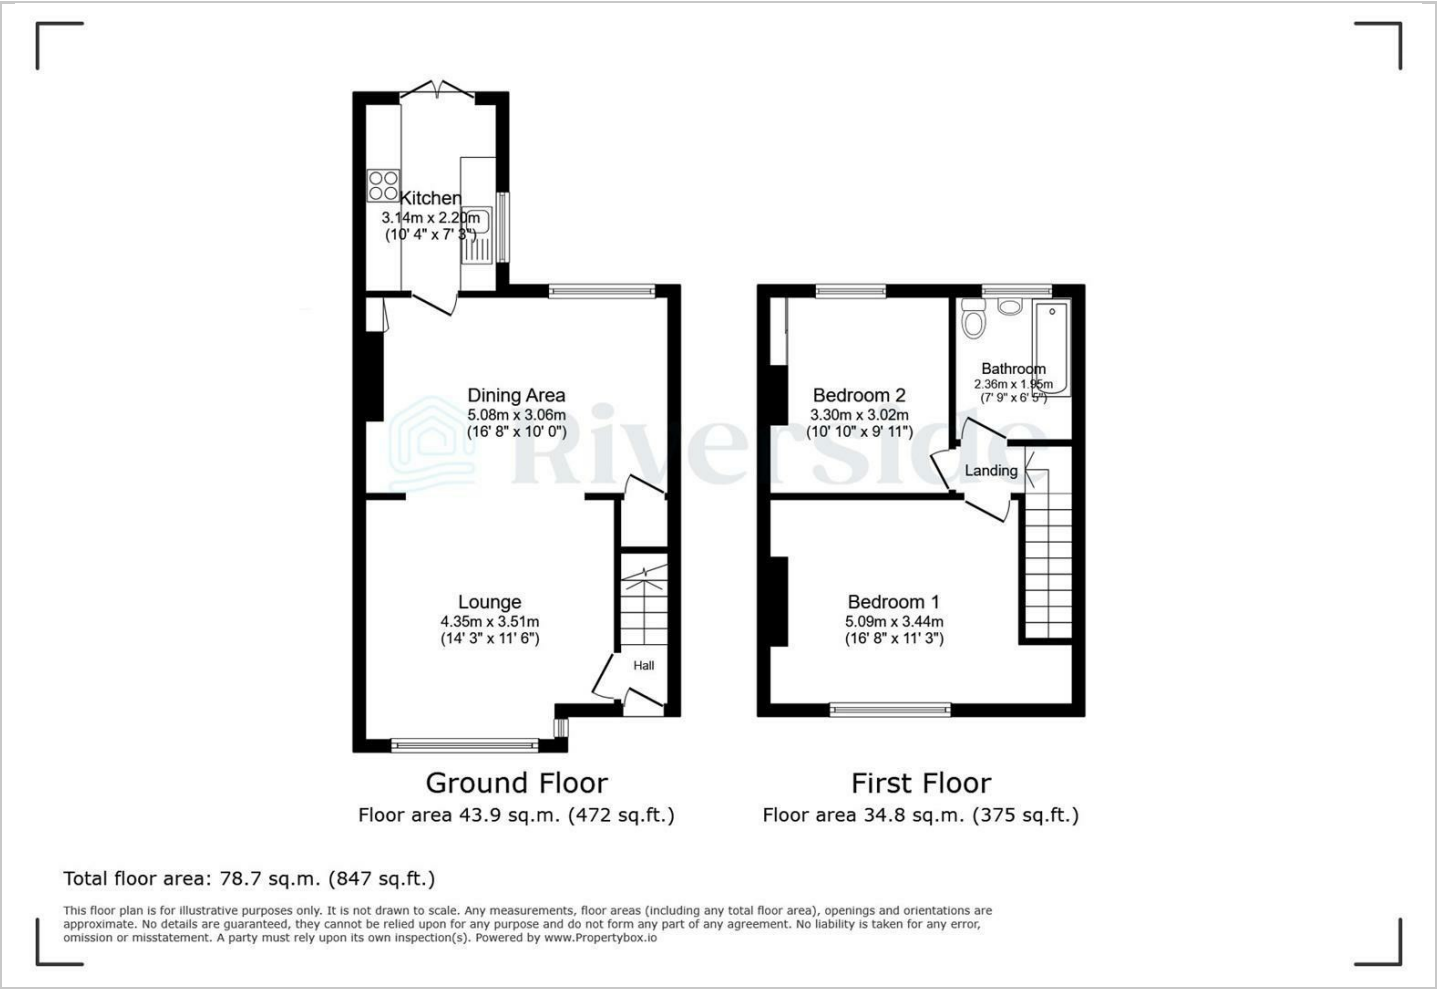 Kitchen
3.14m x 2.20m
(10' 4" x 7' 3")
Dining Area
5.08m x 3.06m
(16' 8" x 10' 0")
Lounge
4.35m x 3.51m
(14' 3" x 11' 6")
Hall
Bedroom 2
3.30m x 3.02m
(10' 10" x 9' 11")
Bathroom
2.36m x 1.95m
(7' 9" x 6' 5")
Landing
Bedroom 1
5.09m x 3.44m
(16' 8" x 11' 3")
Riverside
Ground Floor
Floor area 43.9 sq.m. (472 sq.ft.)
First Floor
Floor area 34.8 sq.m. (375 sq.ft.)
Total floor area: 78.7 sq.m. (847 sq.ft.)
This floor plan is for illustrative purposes only. It is not drawn to scale. Any measurements, floor areas (including any total floor area), openings and orientations are
approximate. No details are guaranteed, they cannot be relied upon for any purpose and do not form any part of any agreement. No liability is taken for any error,
omission or misstatement. A party must rely upon its own inspection(s). Powered by www.Propertybox.io